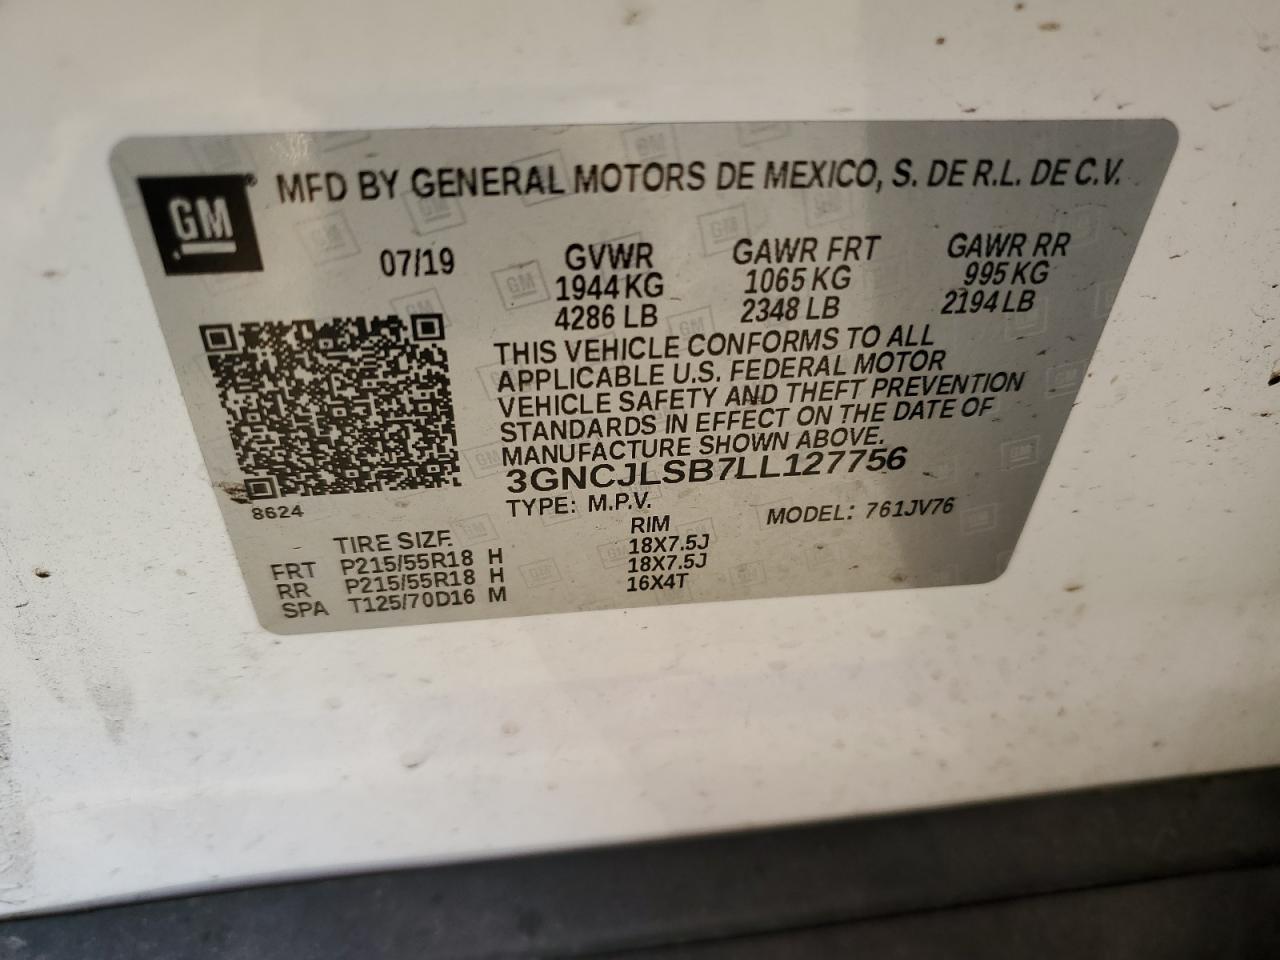 GM
MFD BY GENERAL MOTORS DE MEXICO, S. DE R.L. DE C.V.
07/19 GVWR GAWR FRT GAWR RR
1944 KG 1065 KG 995 KG
4286 LB 2348 LB 2194 LB
THIS VEHICLE CONFORMS TO ALL
APPLICABLE U.S. FEDERAL MOTOR
VEHICLE SAFETY AND THEFT PREVENTION
STANDARDS IN EFFECT ON THE DATE OF
MANUFACTURE SHOWN ABOVE.
3GNCJLSB7LL127756
8624
TYPE: M.P.V. MODEL: 761JV76
TIRE SIZE RIM
FRT P215/55R18 H 18X7.5J
RR P215/55R18 H 18X7.5J
SPA T125/70D16 M 16X4T